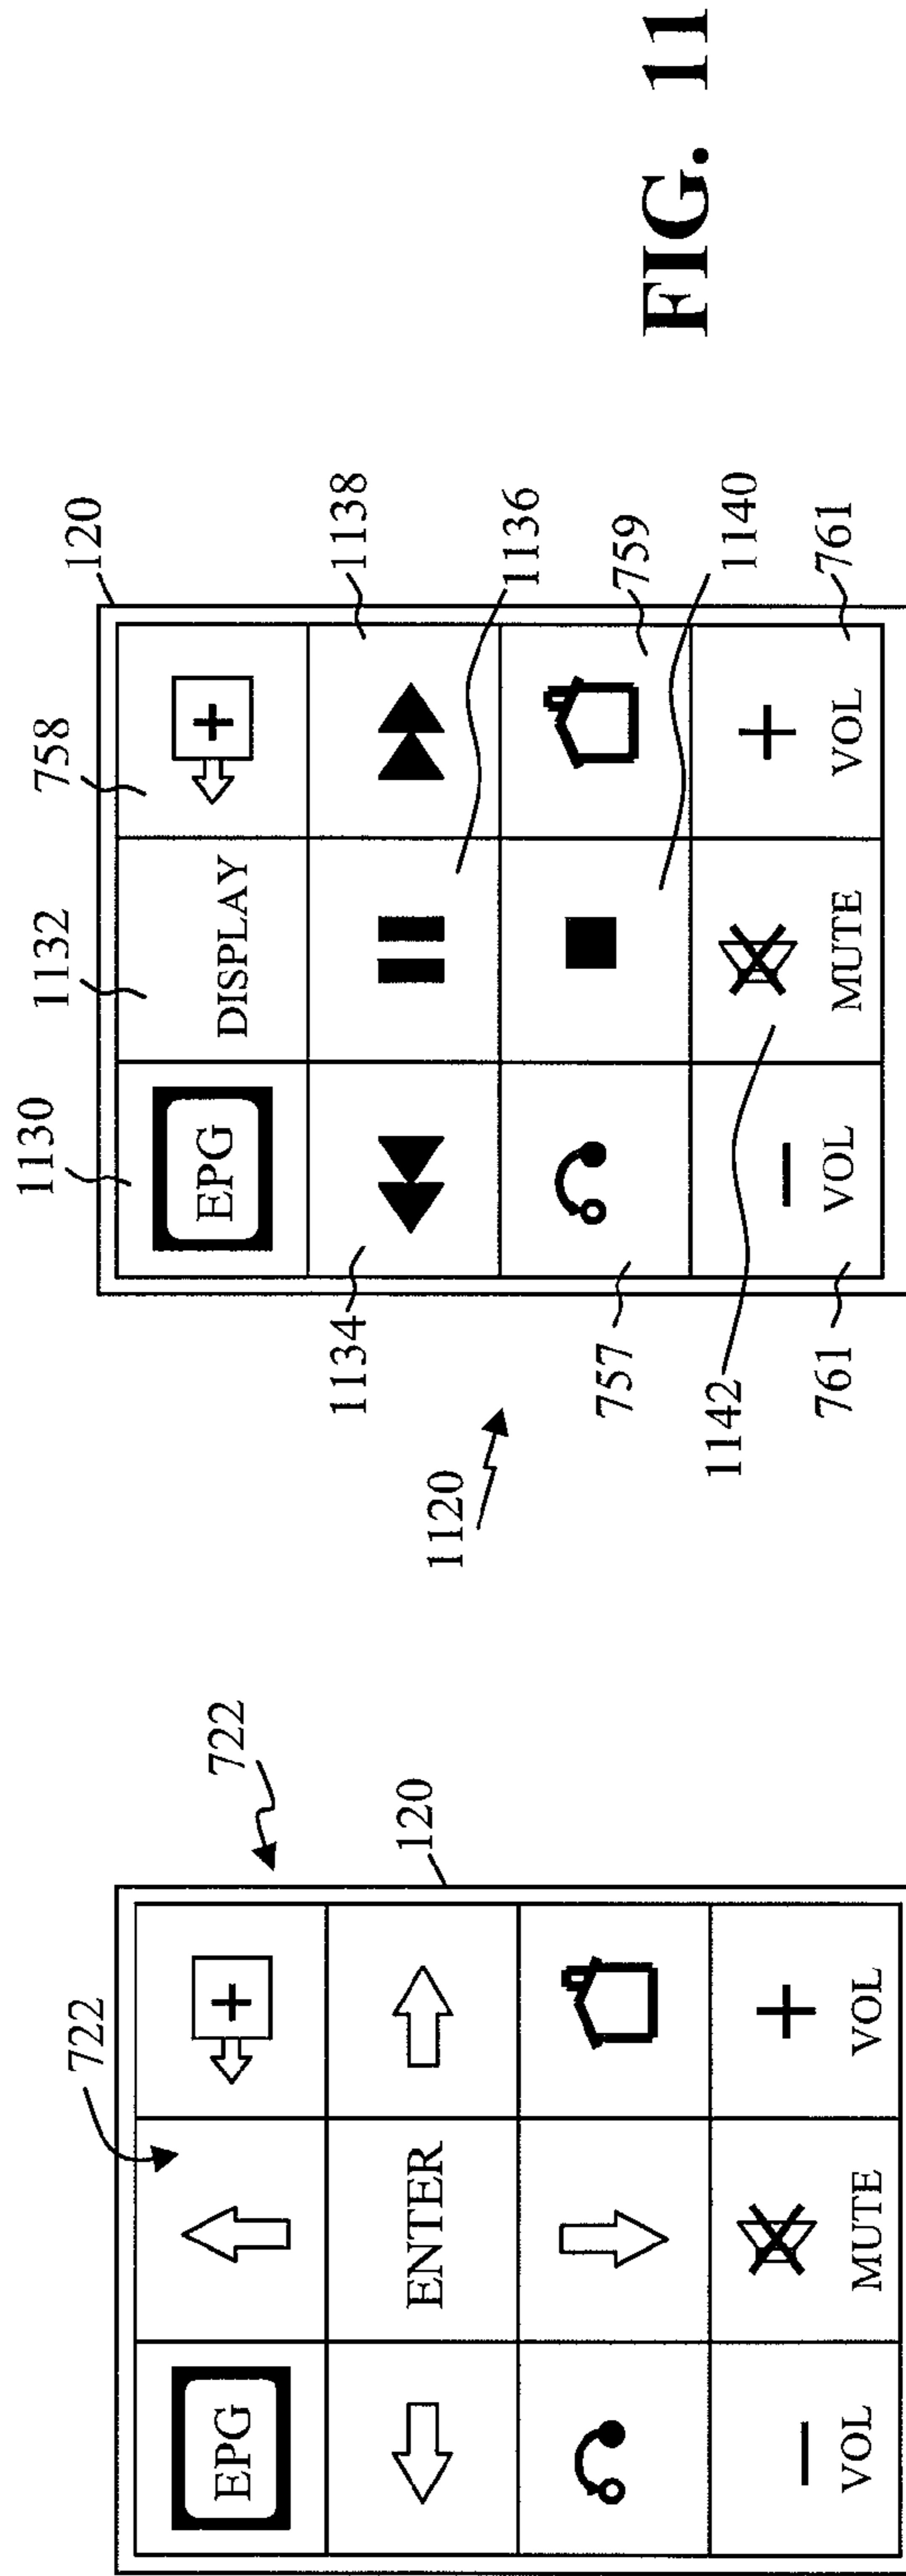 722
722
120
EPG
+
ENTER
− MUTE +
VOL VOL
1130
1132
758
120
EPG DISPLAY +
1134
1138
1120
1136
757
759
1142
1140
761
− +
VOL MUTE VOL
761
FIG. 11